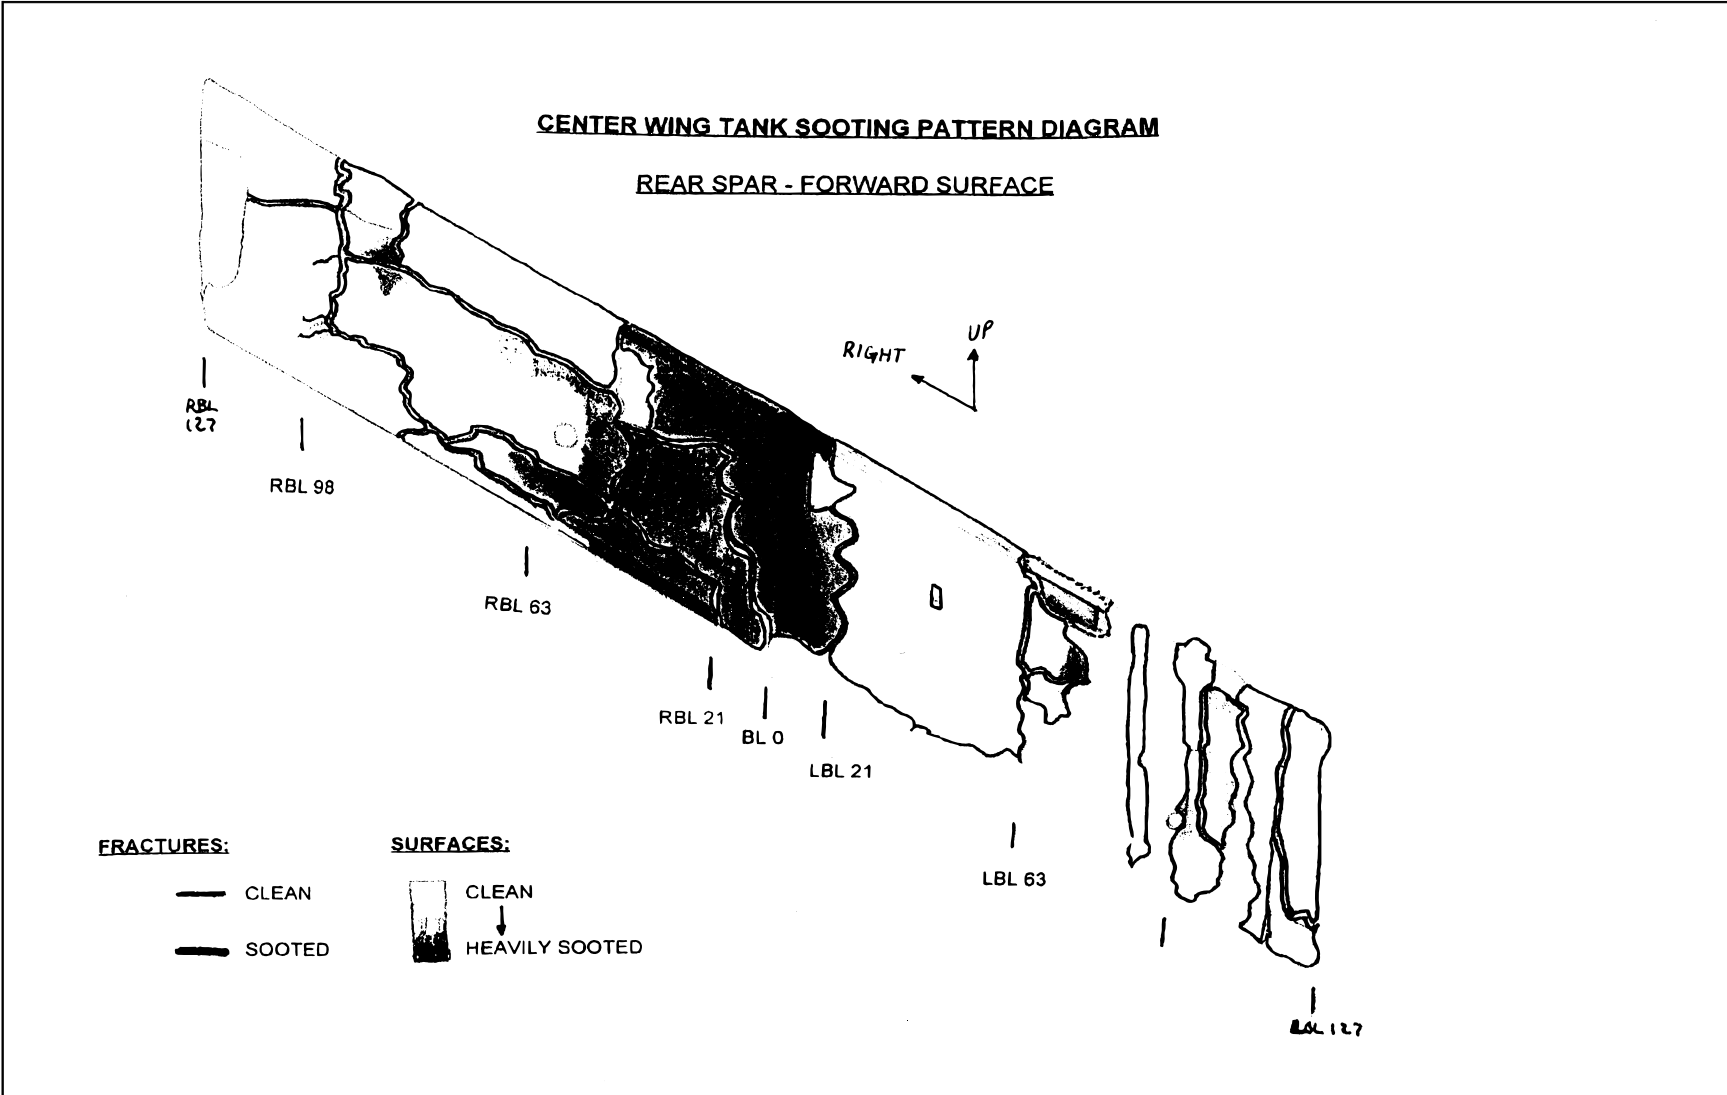 CENTER WING TANK SOOTING PATTERN DIAGRAM
REAR SPAR - FORWARD SURFACE
UP
RIGHT
RBL
127
RBL 98
RBL 63
RBL 21
BL 0
LBL 21
LBL 63
127
FRACTURES:
CLEAN
SOOTED
SURFACES:
CLEAN
HEAVILY SOOTED